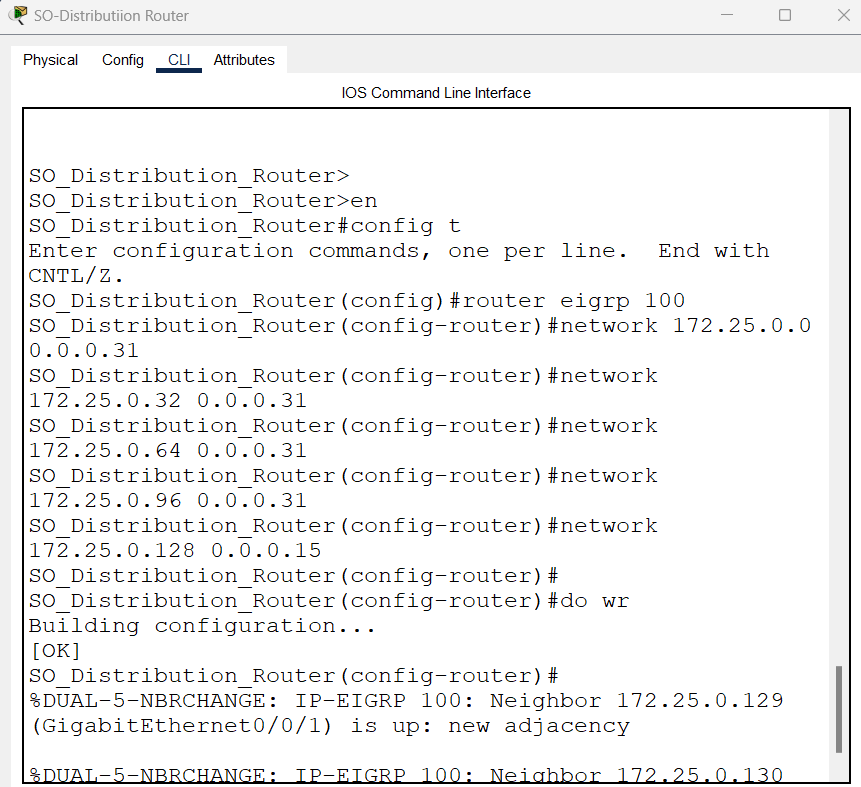 SO-Distributiion Router
Physical Config CLI Attributes
IOS Command Line Interface
SO_Distribution_Router>
SO_Distribution_Router>en
SO_Distribution_Router#config t
Enter configuration commands, one per line.  End with
CNTL/Z.
SO_Distribution_Router(config)#router eigrp 100
SO_Distribution_Router(config-router)#network 172.25.0.0
0.0.0.31
SO_Distribution_Router(config-router)#network
172.25.0.32 0.0.0.31
SO_Distribution_Router(config-router)#network
172.25.0.64 0.0.0.31
SO_Distribution_Router(config-router)#network
172.25.0.96 0.0.0.31
SO_Distribution_Router(config-router)#network
172.25.0.128 0.0.0.15
SO_Distribution_Router(config-router)#
SO_Distribution_Router(config-router)#do wr
Building configuration...
[OK]
SO_Distribution_Router(config-router)#
%DUAL-5-NBRCHANGE: IP-EIGRP 100: Neighbor 172.25.0.129
(GigabitEthernet0/0/1) is up: new adjacency
%DUAL-5-NBRCHANGE: IP-EIGRP 100: Neighbor 172.25.0.130